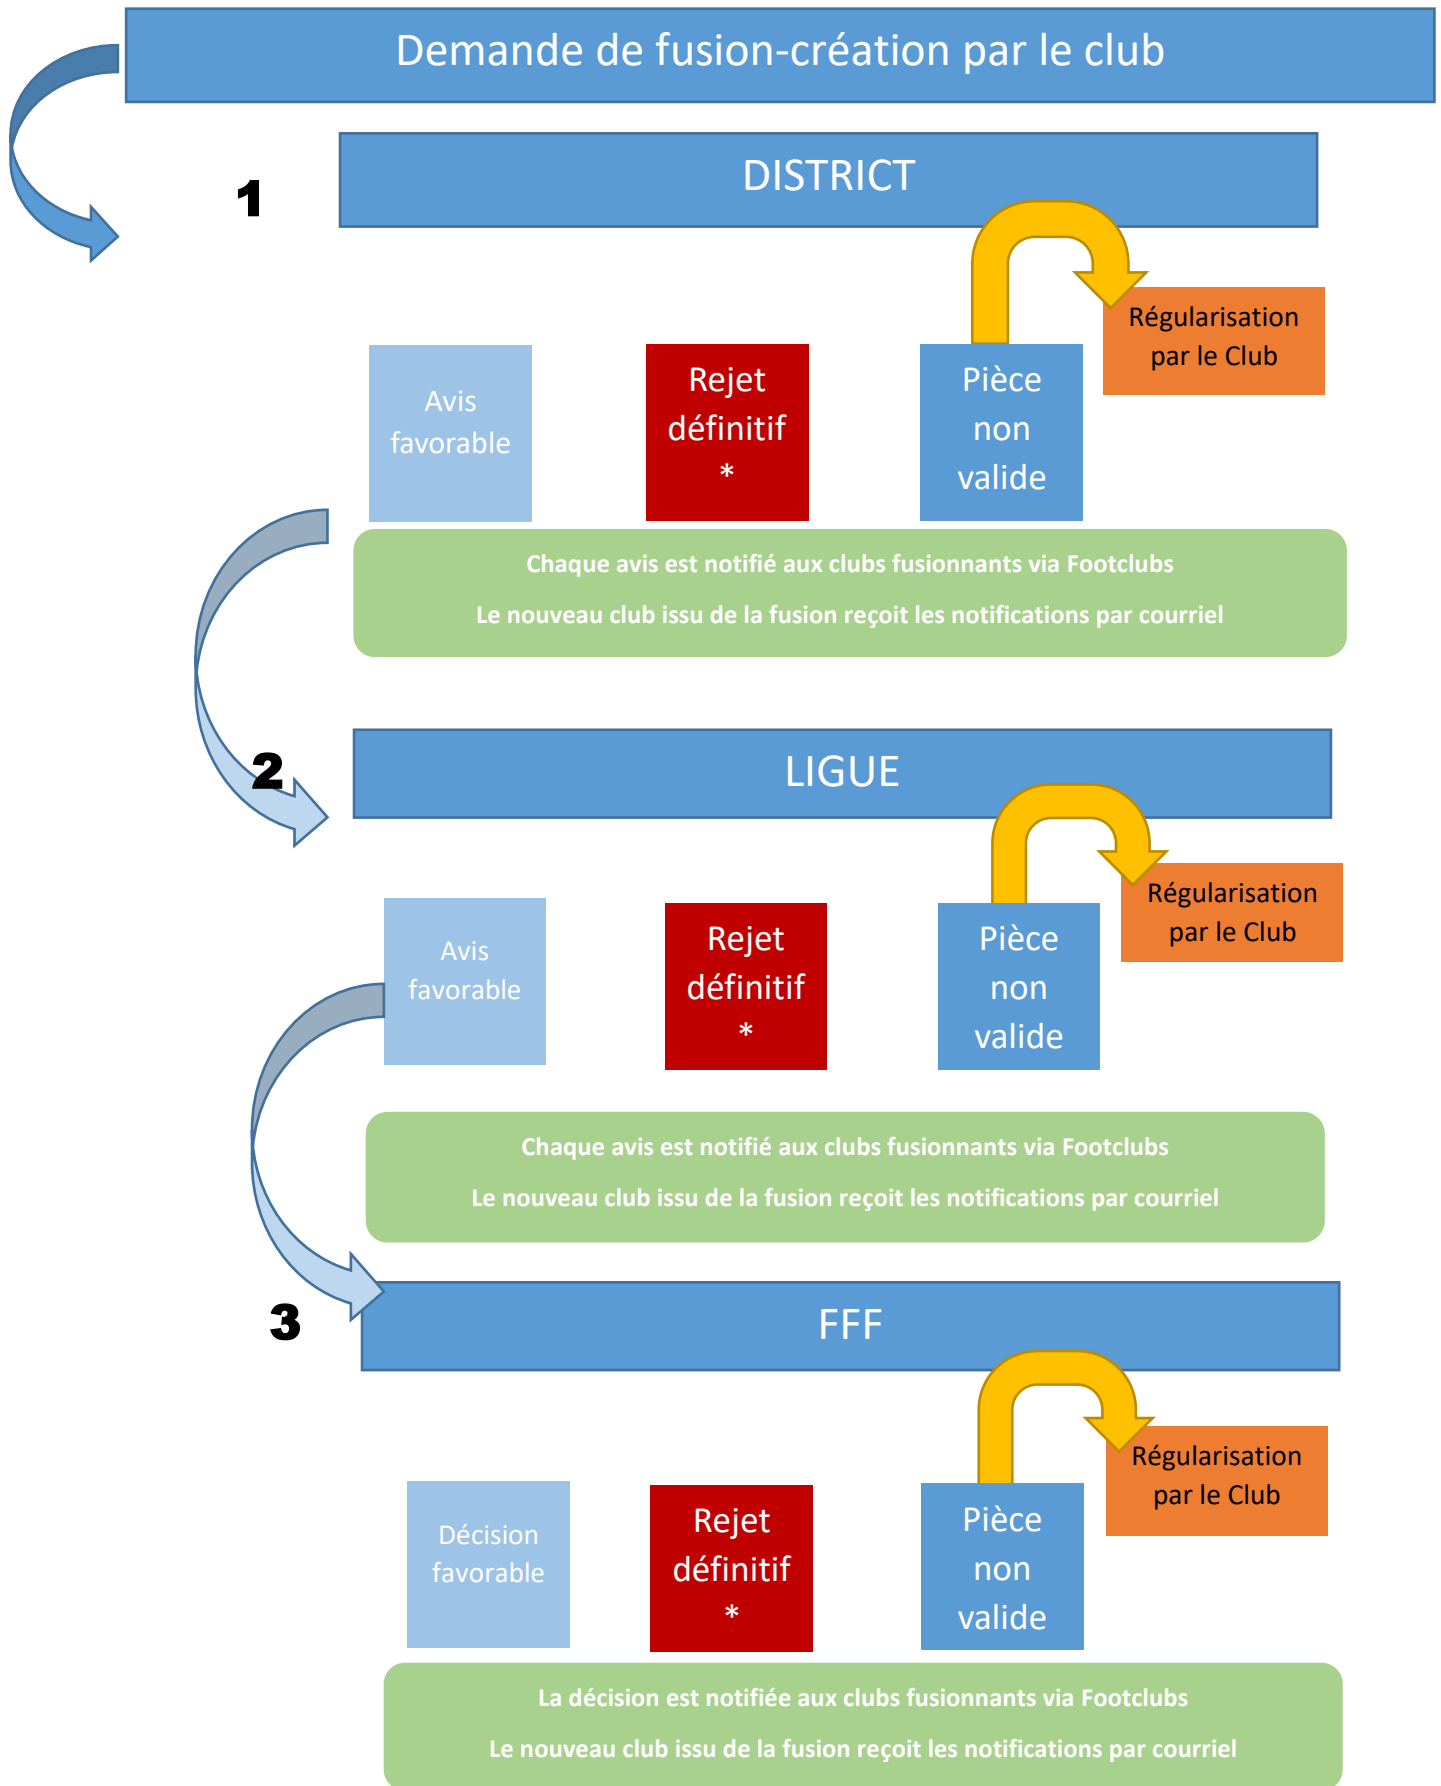 Demande de fusion-création par le club
1
DISTRICT
Régularisation
par le Club
Avis
favorable
Rejet
définitif
*
Pièce
non
valide
Chaque avis est notifié aux clubs fusionnants via Footclubs
Le nouveau club issu de la fusion reçoit les notifications par courriel
2
LIGUE
Régularisation
par le Club
Avis
favorable
Rejet
définitif
*
Pièce
non
valide
Chaque avis est notifié aux clubs fusionnants via Footclubs
Le nouveau club issu de la fusion reçoit les notifications par courriel
3
FFF
Régularisation
par le Club
Décision
favorable
Rejet
définitif
*
Pièce
non
valide
La décision est notifiée aux clubs fusionnants via Footclubs
Le nouveau club issu de la fusion reçoit les notifications par courriel